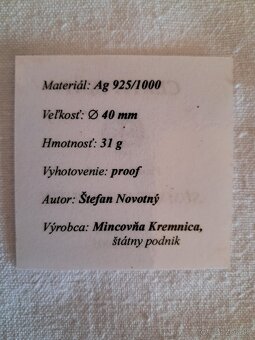 Materiál: Ag 925/1000
Veľkosť: ∅ 40 mm
Hmotnosť: 31 g
Vyhotovenie: proof
Autor: Štefan Novotný
Výrobca: Mincovňa Kremnica,
štátny podnik